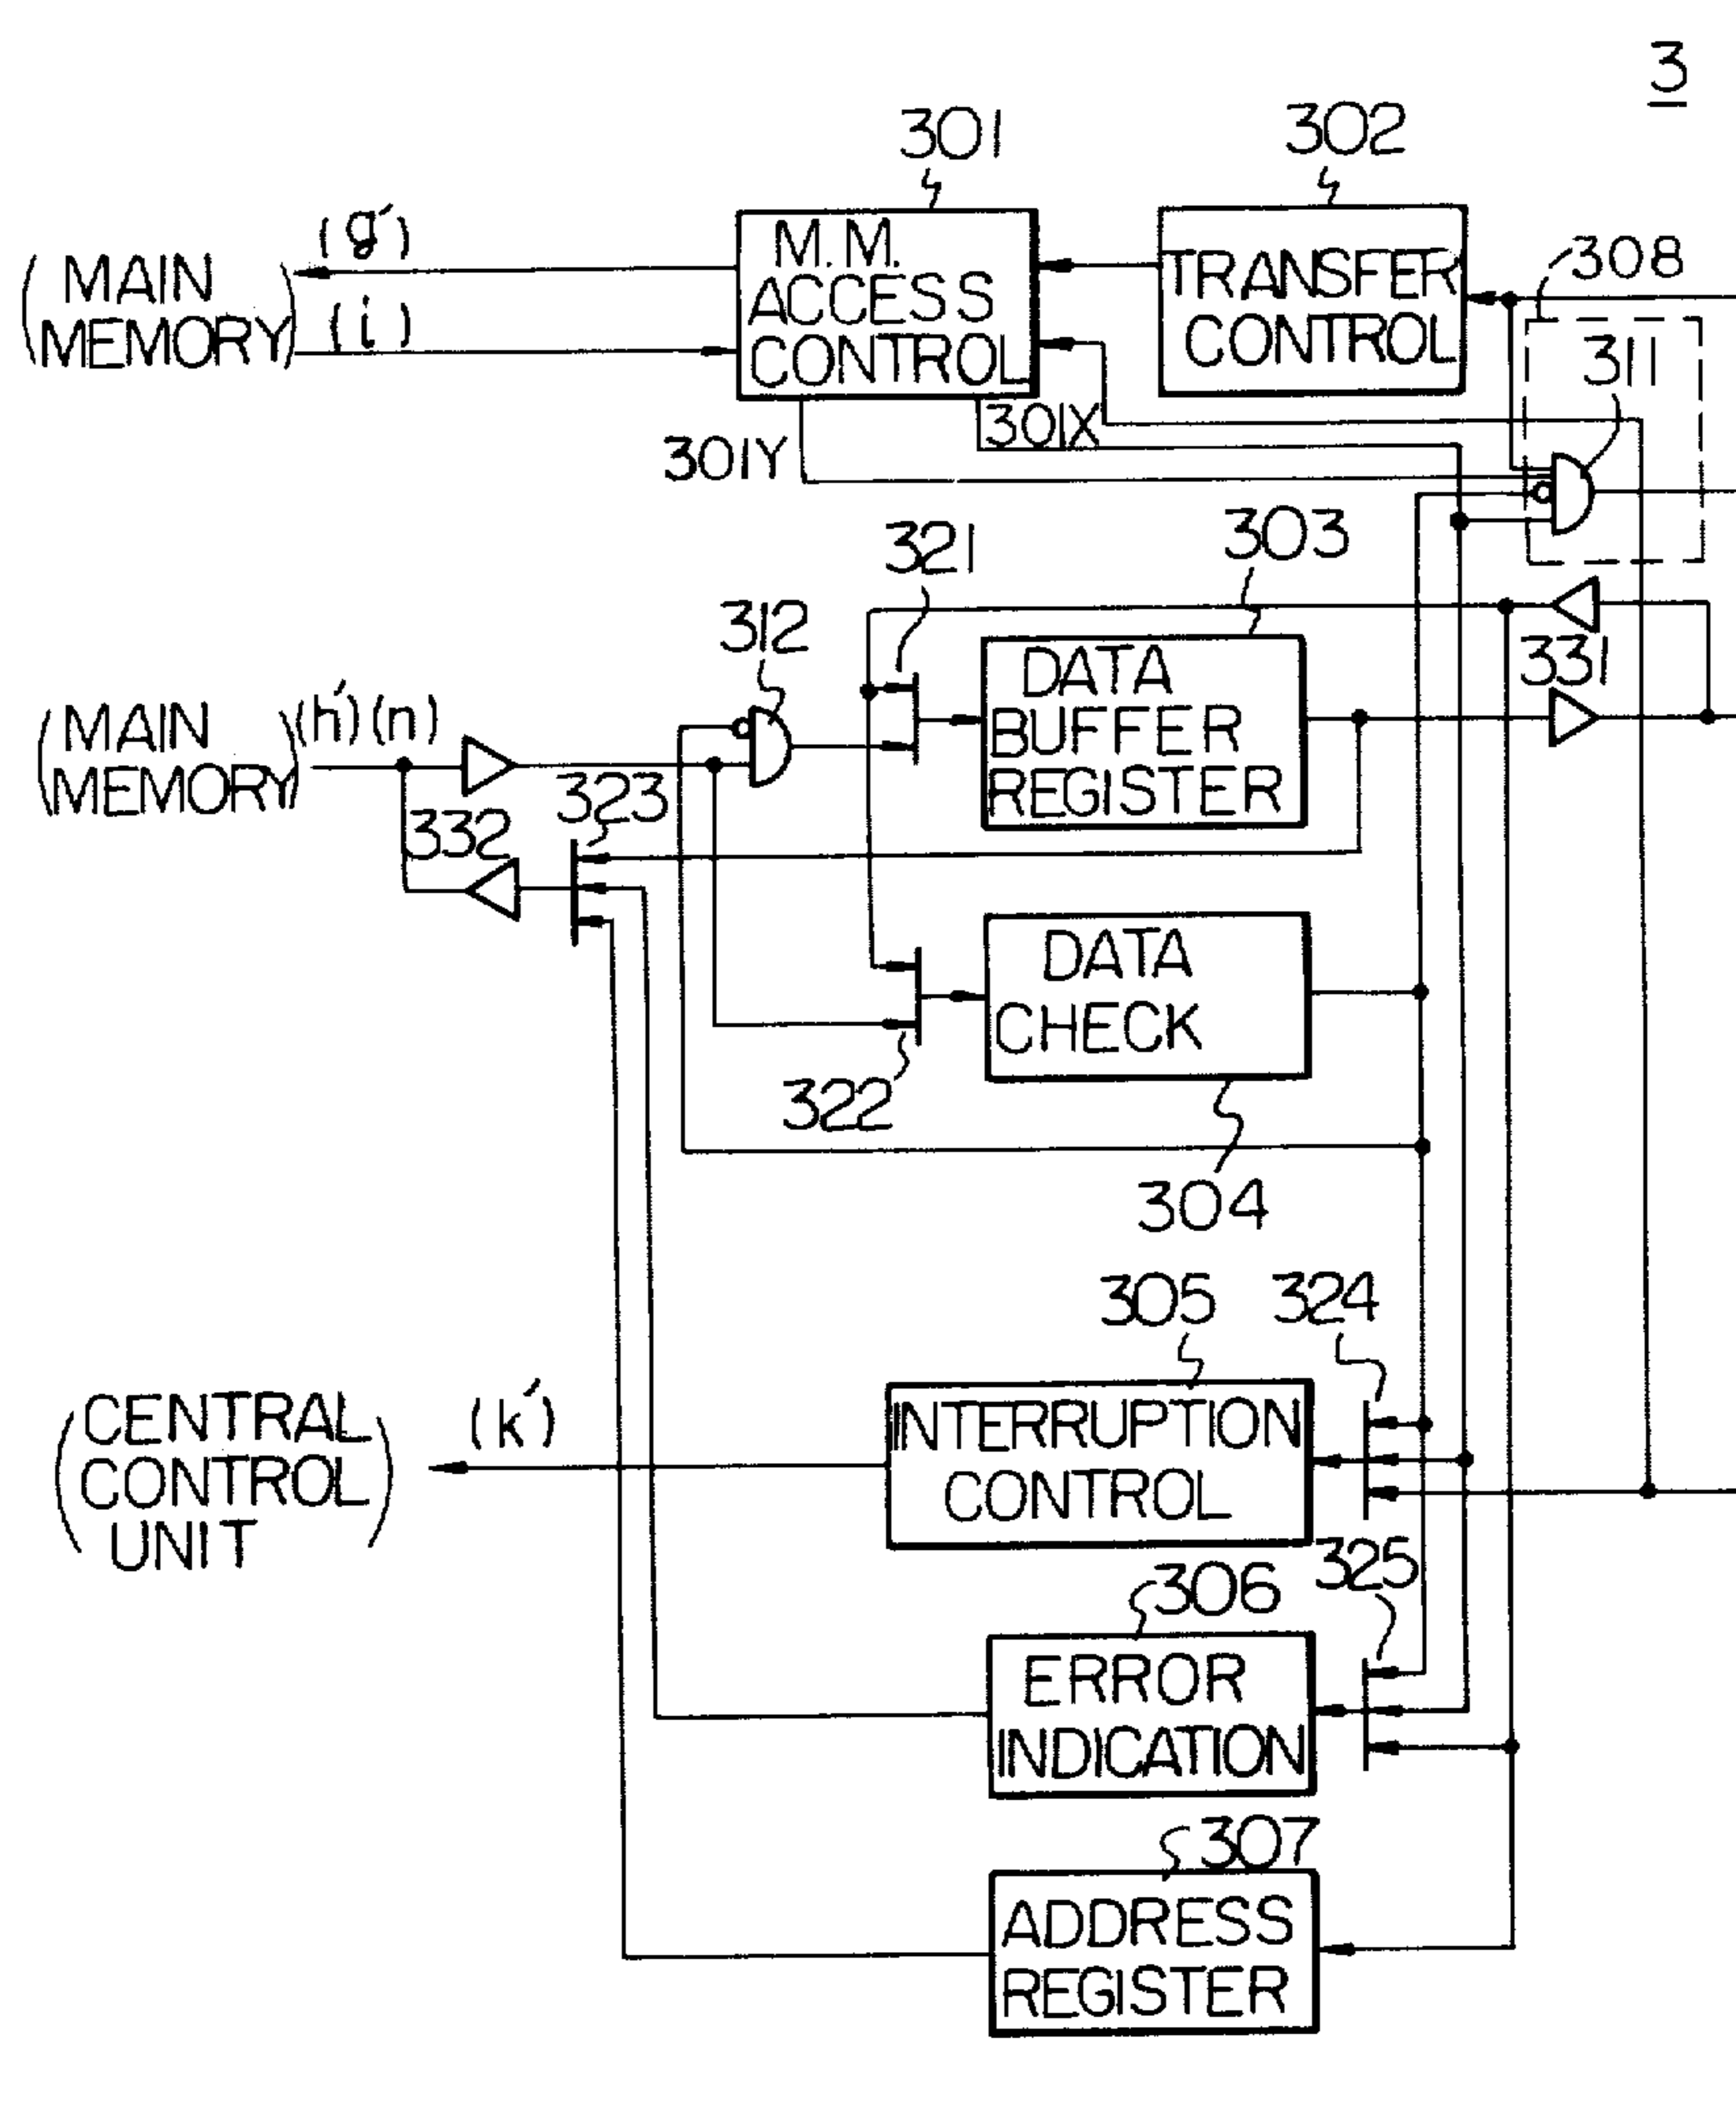 3
301
302
(g')
(MAIN
MEMORY)
(i)
M.M.
ACCESS
CONTROL
TRANSFER
CONTROL
308
311
301Y
301X
321
303
312
DATA
BUFFER
REGISTER
331
(MAIN
MEMORY)
(h')(n)
323
332
DATA
CHECK
322
304
305
324
(CENTRAL
CONTROL
UNIT)
(k')
INTERRUPTION
CONTROL
325
306
ERROR
INDICATION
307
ADDRESS
REGISTER